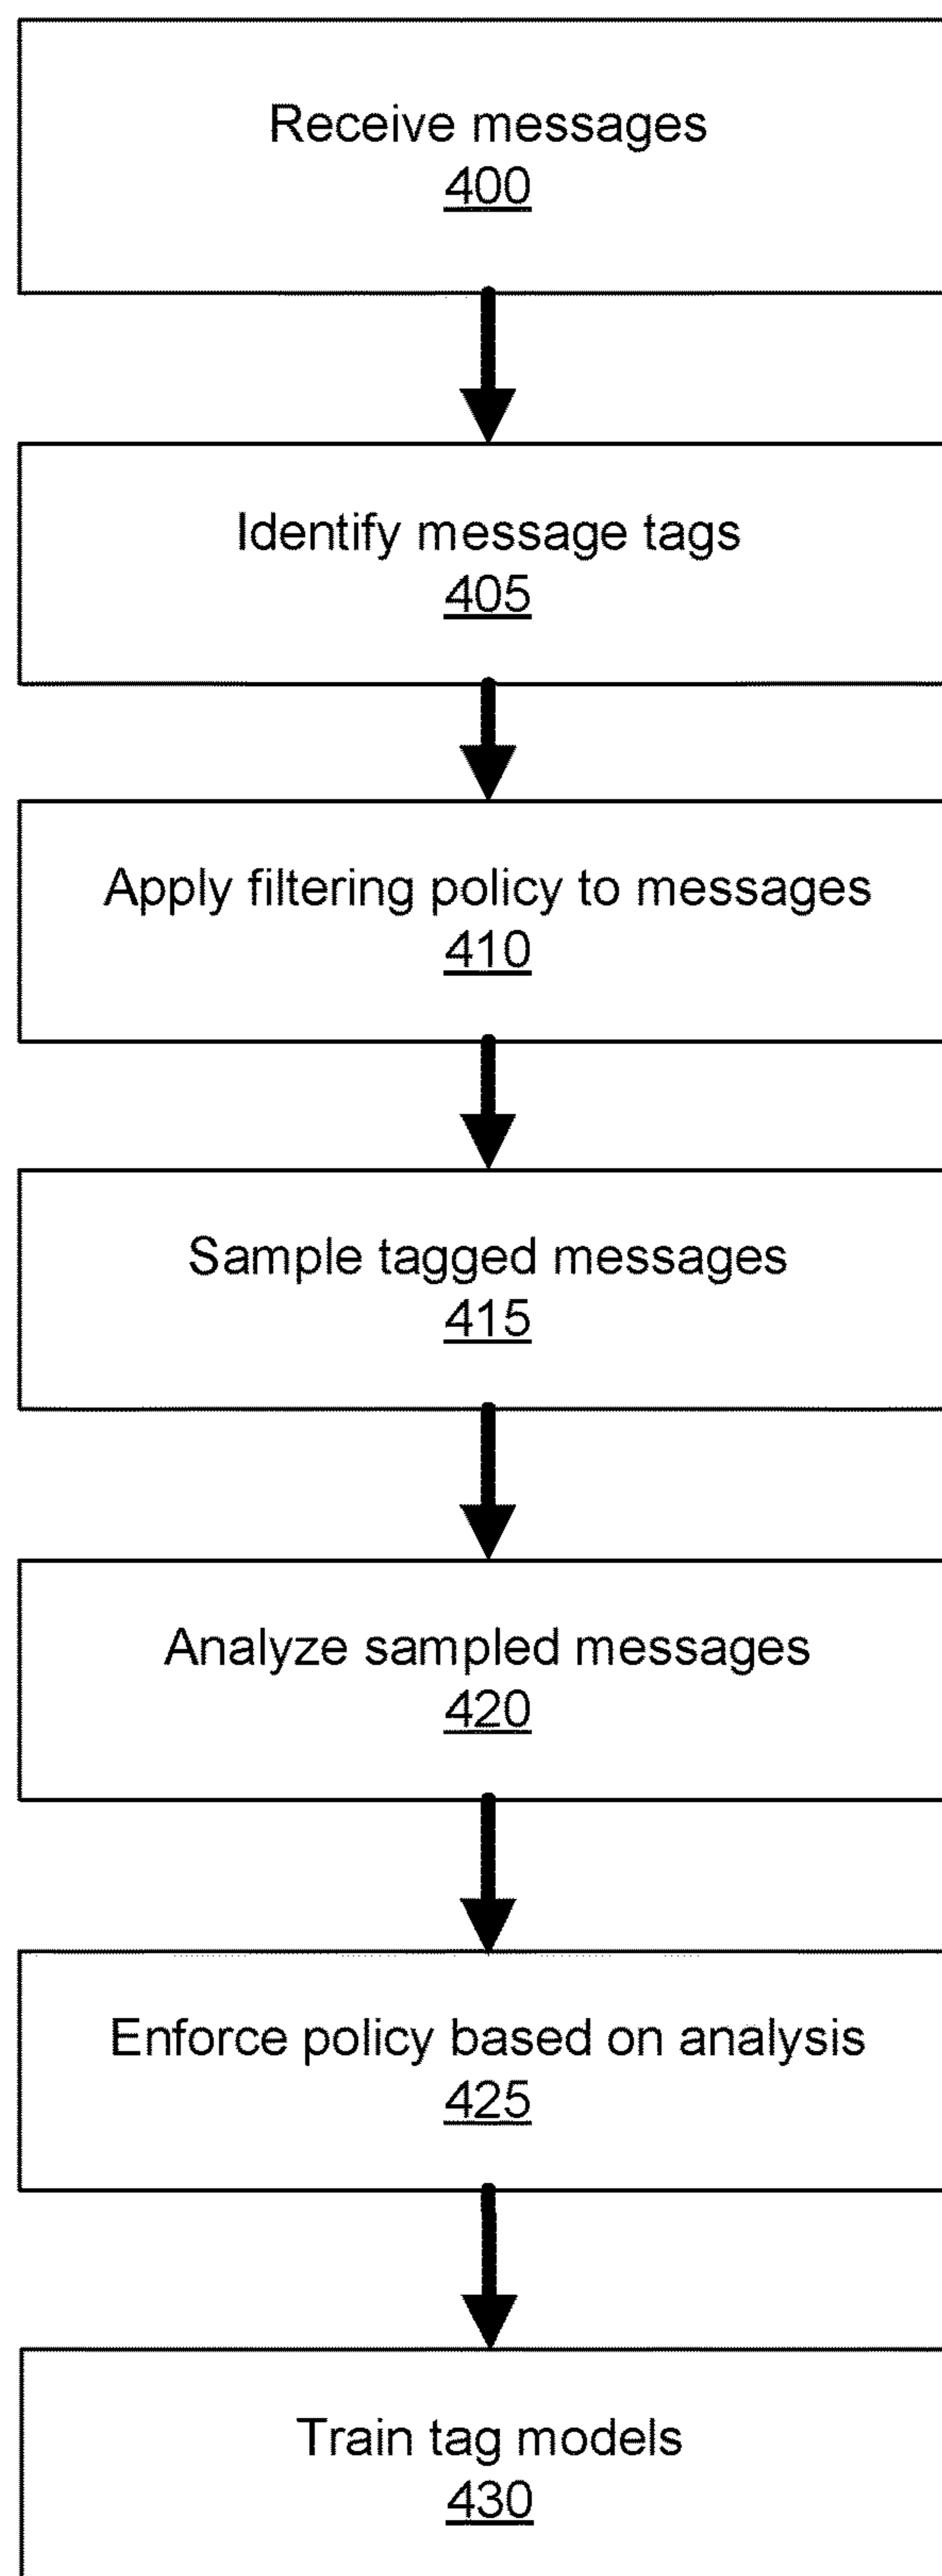 Receive messages
400
Identify message tags
405
Apply filtering policy to messages
410
Sample tagged messages
415
Analyze sampled messages
420
Enforce policy based on analysis
425
Train tag models
430